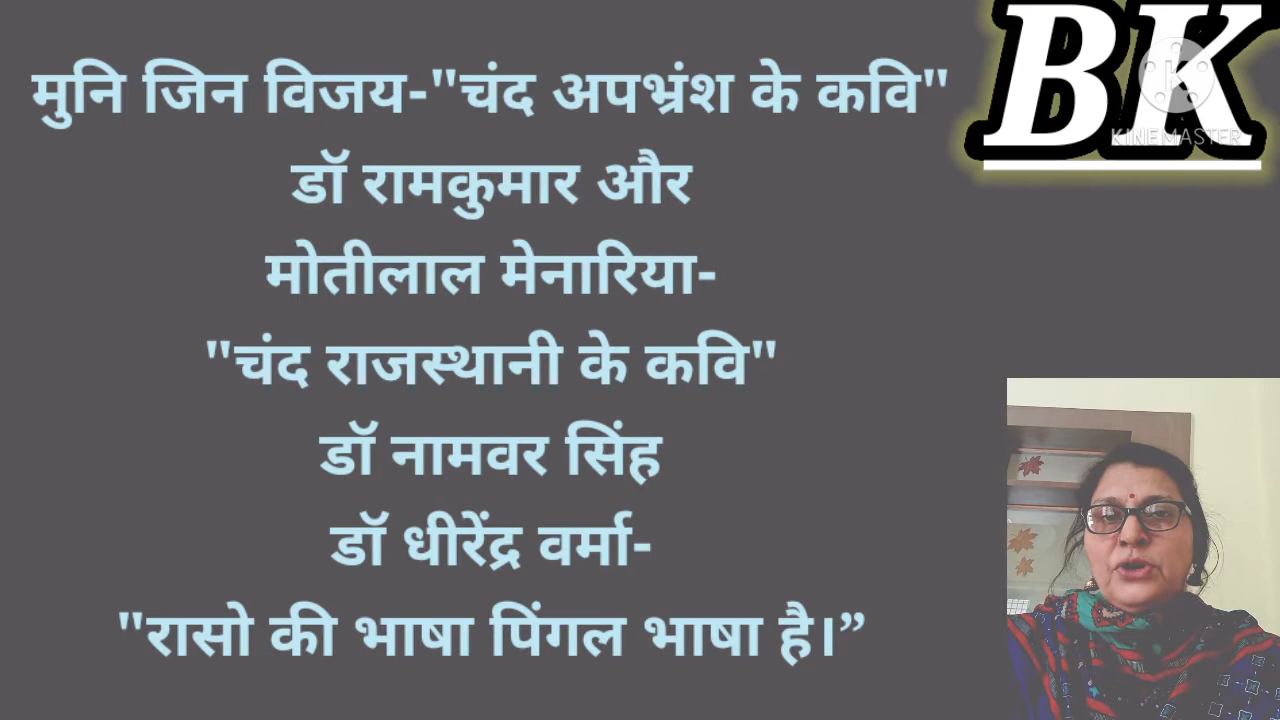 मुनि जिन विजय-"चंद अपभ्रंश के कवि"
डॉ रामकुमार और
मोतीलाल मेनारिया-
"चंद राजस्थानी के कवि"
डॉ नामवर सिंह
डॉ धीरेंद्र वर्मा-
"रासो की भाषा पिंगल भाषा है।”
BK
KINEMASTER